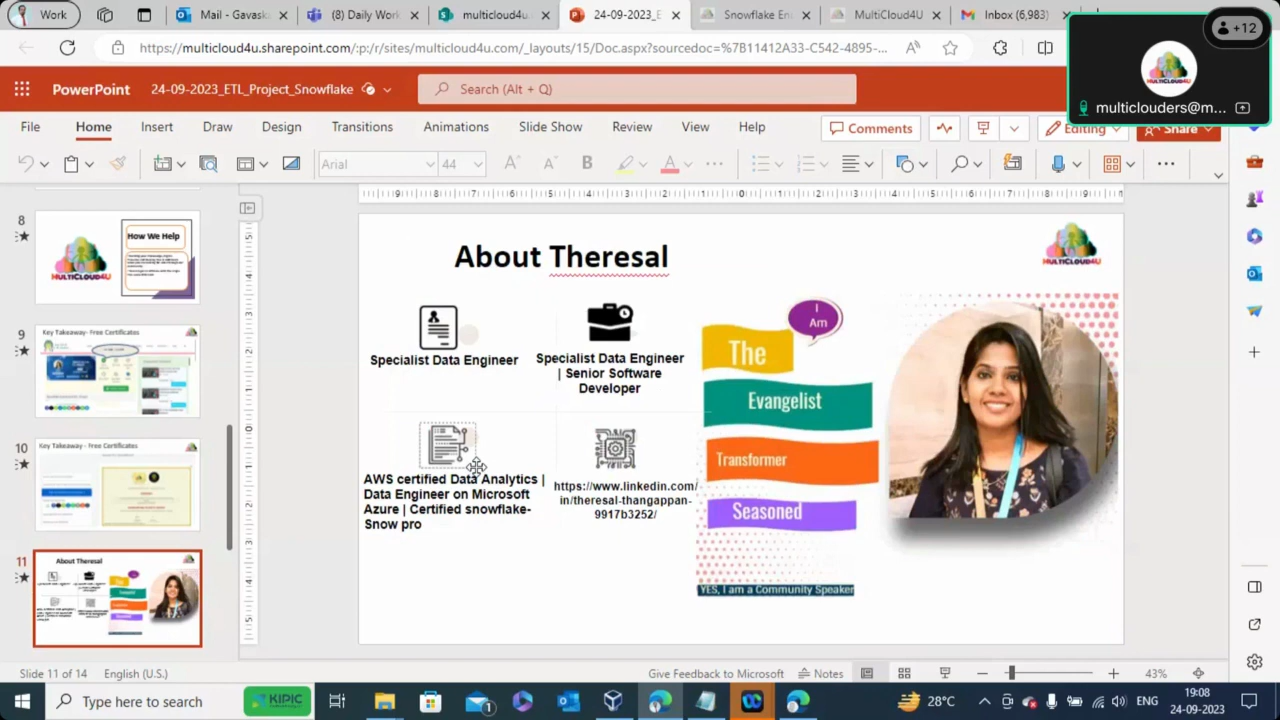 Work
Mail - Gavask
(8) Daily Work
multicloud4u.
24-09-2023_E
Snowflake En
MultiCloud4U
Inbox (6,983)
+12
https://multicloud4u.sharepoint.com/:p:/r/sites/multicloud4u.com/_layouts/15/Doc.aspx?sourcedoc=%7B11412A33-C542-4895-...
multiclouders@m...
PowerPoint
24-09-2023_ETL_Project_Snowflake
Search (Alt + Q)
File
Home
Insert
Draw
Design
Transitions
Animations
Slide Show
Review
View
Help
Comments
Editing
Share
Arial
44
B
8
How We Help
MULTICLOUD4U
9
Key Takeaway- Free Certificates
10
Key Takeaway - Free Certificates
11
About Theresal
About Theresal
MULTICLOUD4U
Specialist Data Engineer
Specialist Data Engineer
| Senior Software
Developer
AWS certified Data Analytics |
Data Engineer on Microsoft
Azure | Certified snowflake-
Snow pro
https://www.linkedin.com/
in/theresal-thangappan-
9917b3252/
I
Am
The
Evangelist
Transformer
Seasoned
YES, I am a Community Speaker
Slide 11 of 14
English (U.S.)
Give Feedback to Microsoft
Notes
43%
Type here to search
KIPIC
28°C
ENG
19:08
24-09-2023